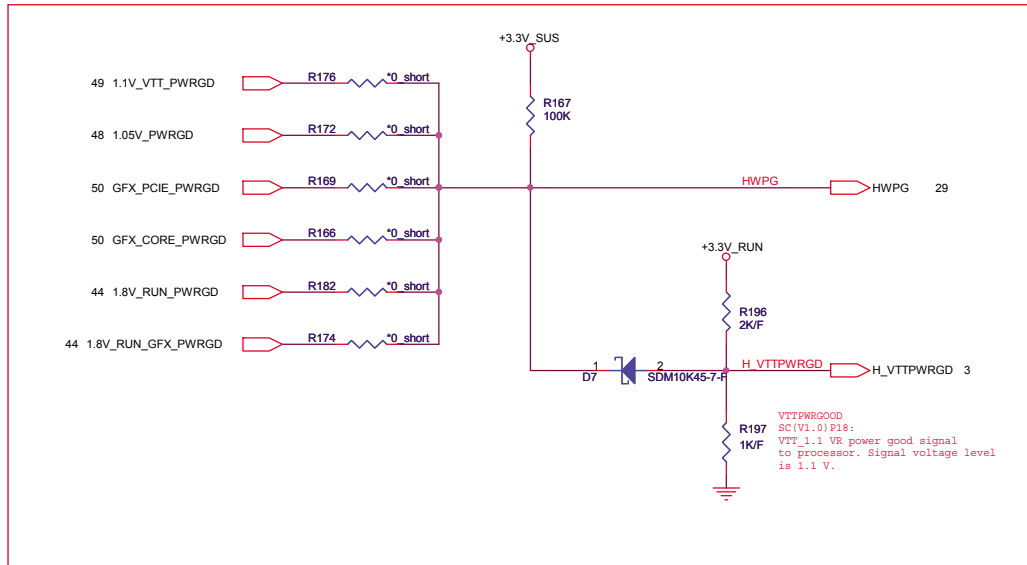 +3.3V_SUS
49 1.1V_VTT_PWRGD
R176
*0_short
R167
100K
48 1.05V_PWRGD
R172
*0_short
50 GFX_PCIE_PWRGD
R169
*0_short
HWPG
HWPG 29
50 GFX_CORE_PWRGD
R166
*0_short
+3.3V_RUN
44 1.8V_RUN_PWRGD
R182
*0_short
R196
2K/F
44 1.8V_RUN_GFX_PWRGD
R174
*0_short
1
2
D7
SDM10K45-7-F
H_VTTPWRGD
H_VTTPWRGD 3
R197
1K/F
VTTPWRGOOD
SC(V1.0)P18:
VTT_1.1 VR power good signal
to processor. Signal voltage level
is 1.1 V.